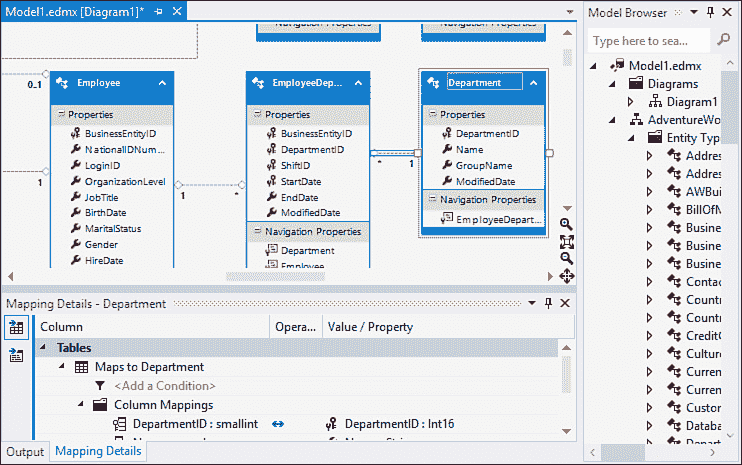 Model1.edmx [Diagram1]*
Navigation Properties
Navigation Properties
0..1
Employee
Properties
BusinessEntityID
NationalIDNum...
LoginID
OrganizationLevel
JobTitle
BirthDate
MaritalStatus
Gender
HireDate
1
1
*
EmployeeDep...
Properties
BusinessEntityID
DepartmentID
ShiftID
StartDate
EndDate
ModifiedDate
Navigation Properties
Department
Employee
*
1
Department
Properties
DepartmentID
Name
GroupName
ModifiedDate
Navigation Properties
EmployeeDepart...
Mapping Details - Department
Column
Opera...
Value / Property
Tables
Maps to Department
<Add a Condition>
Column Mappings
DepartmentID : smallint
DepartmentID : Int16
Output
Mapping Details
Model Browser
Type here to sea...
Model1.edmx
Diagrams
Diagram1
AdventureWo
Entity Typ
Addres
Addres
AWBui
BillOfM
Busine
Busine
Busine
Contac
Countr
Countr
CreditC
Culture
Curren
Curren
Custom
Databa
Depart